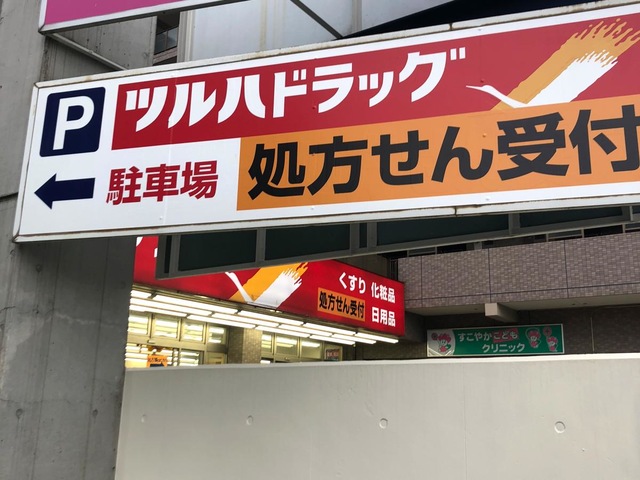 P
ツルハドラッグ
駐車場
処方せん受付
くすり 化粧品
処方せん受付 日用品
すこやかこども
クリニック